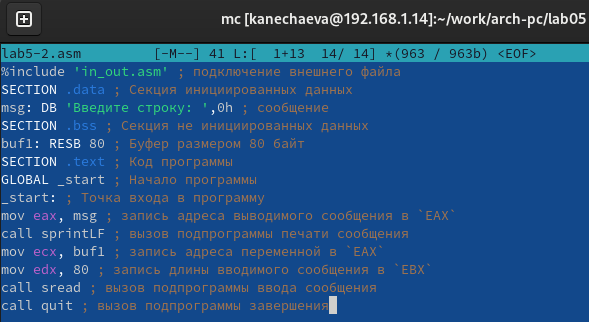 mc [kanechaeva@192.168.1.14]:~/work/arch-pc/lab05
lab5-2.asm [-M--] 41 L:[ 1+13 14/ 14] *(963 / 963b) <EOF>
%include 'in_out.asm' ; подключение внешнего файла
SECTION .data ; Секция инициированных данных
msg: DB 'Введите строку: ',0h ; сообщение
SECTION .bss ; Секция не инициированных данных
buf1: RESB 80 ; Буфер размером 80 байт
SECTION .text ; Код программы
GLOBAL _start ; Начало программы
_start: ; Точка входа в программу
mov eax, msg ; запись адреса выводимого сообщения в `EAX`
call sprintLF ; вызов подпрограммы печати сообщения
mov ecx, buf1 ; запись адреса переменной в `EAX`
mov edx, 80 ; запись длины вводимого сообщения в `EBX`
call sread ; вызов подпрограммы ввода сообщения
call quit ; вызов подпрограммы завершения